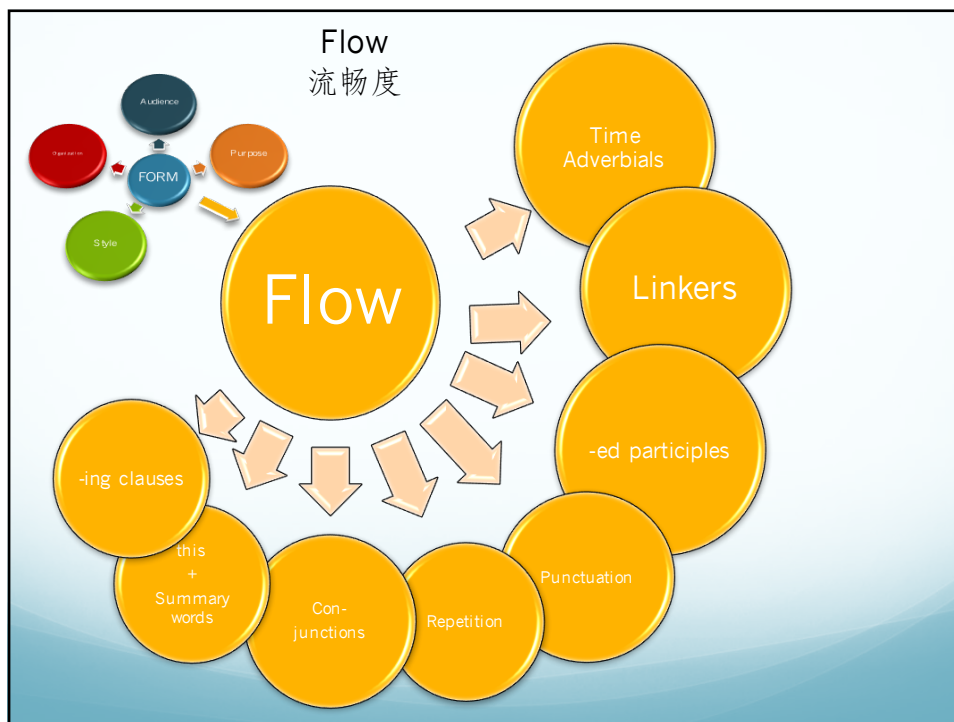 Flow
流畅度
Audience
Purpose
FORM
Style
Flow
Time
Adverbials
Linkers
-ed participles
Punctuation
Repetition
Con-
junctions
this
+
Summary
words
-ing clauses